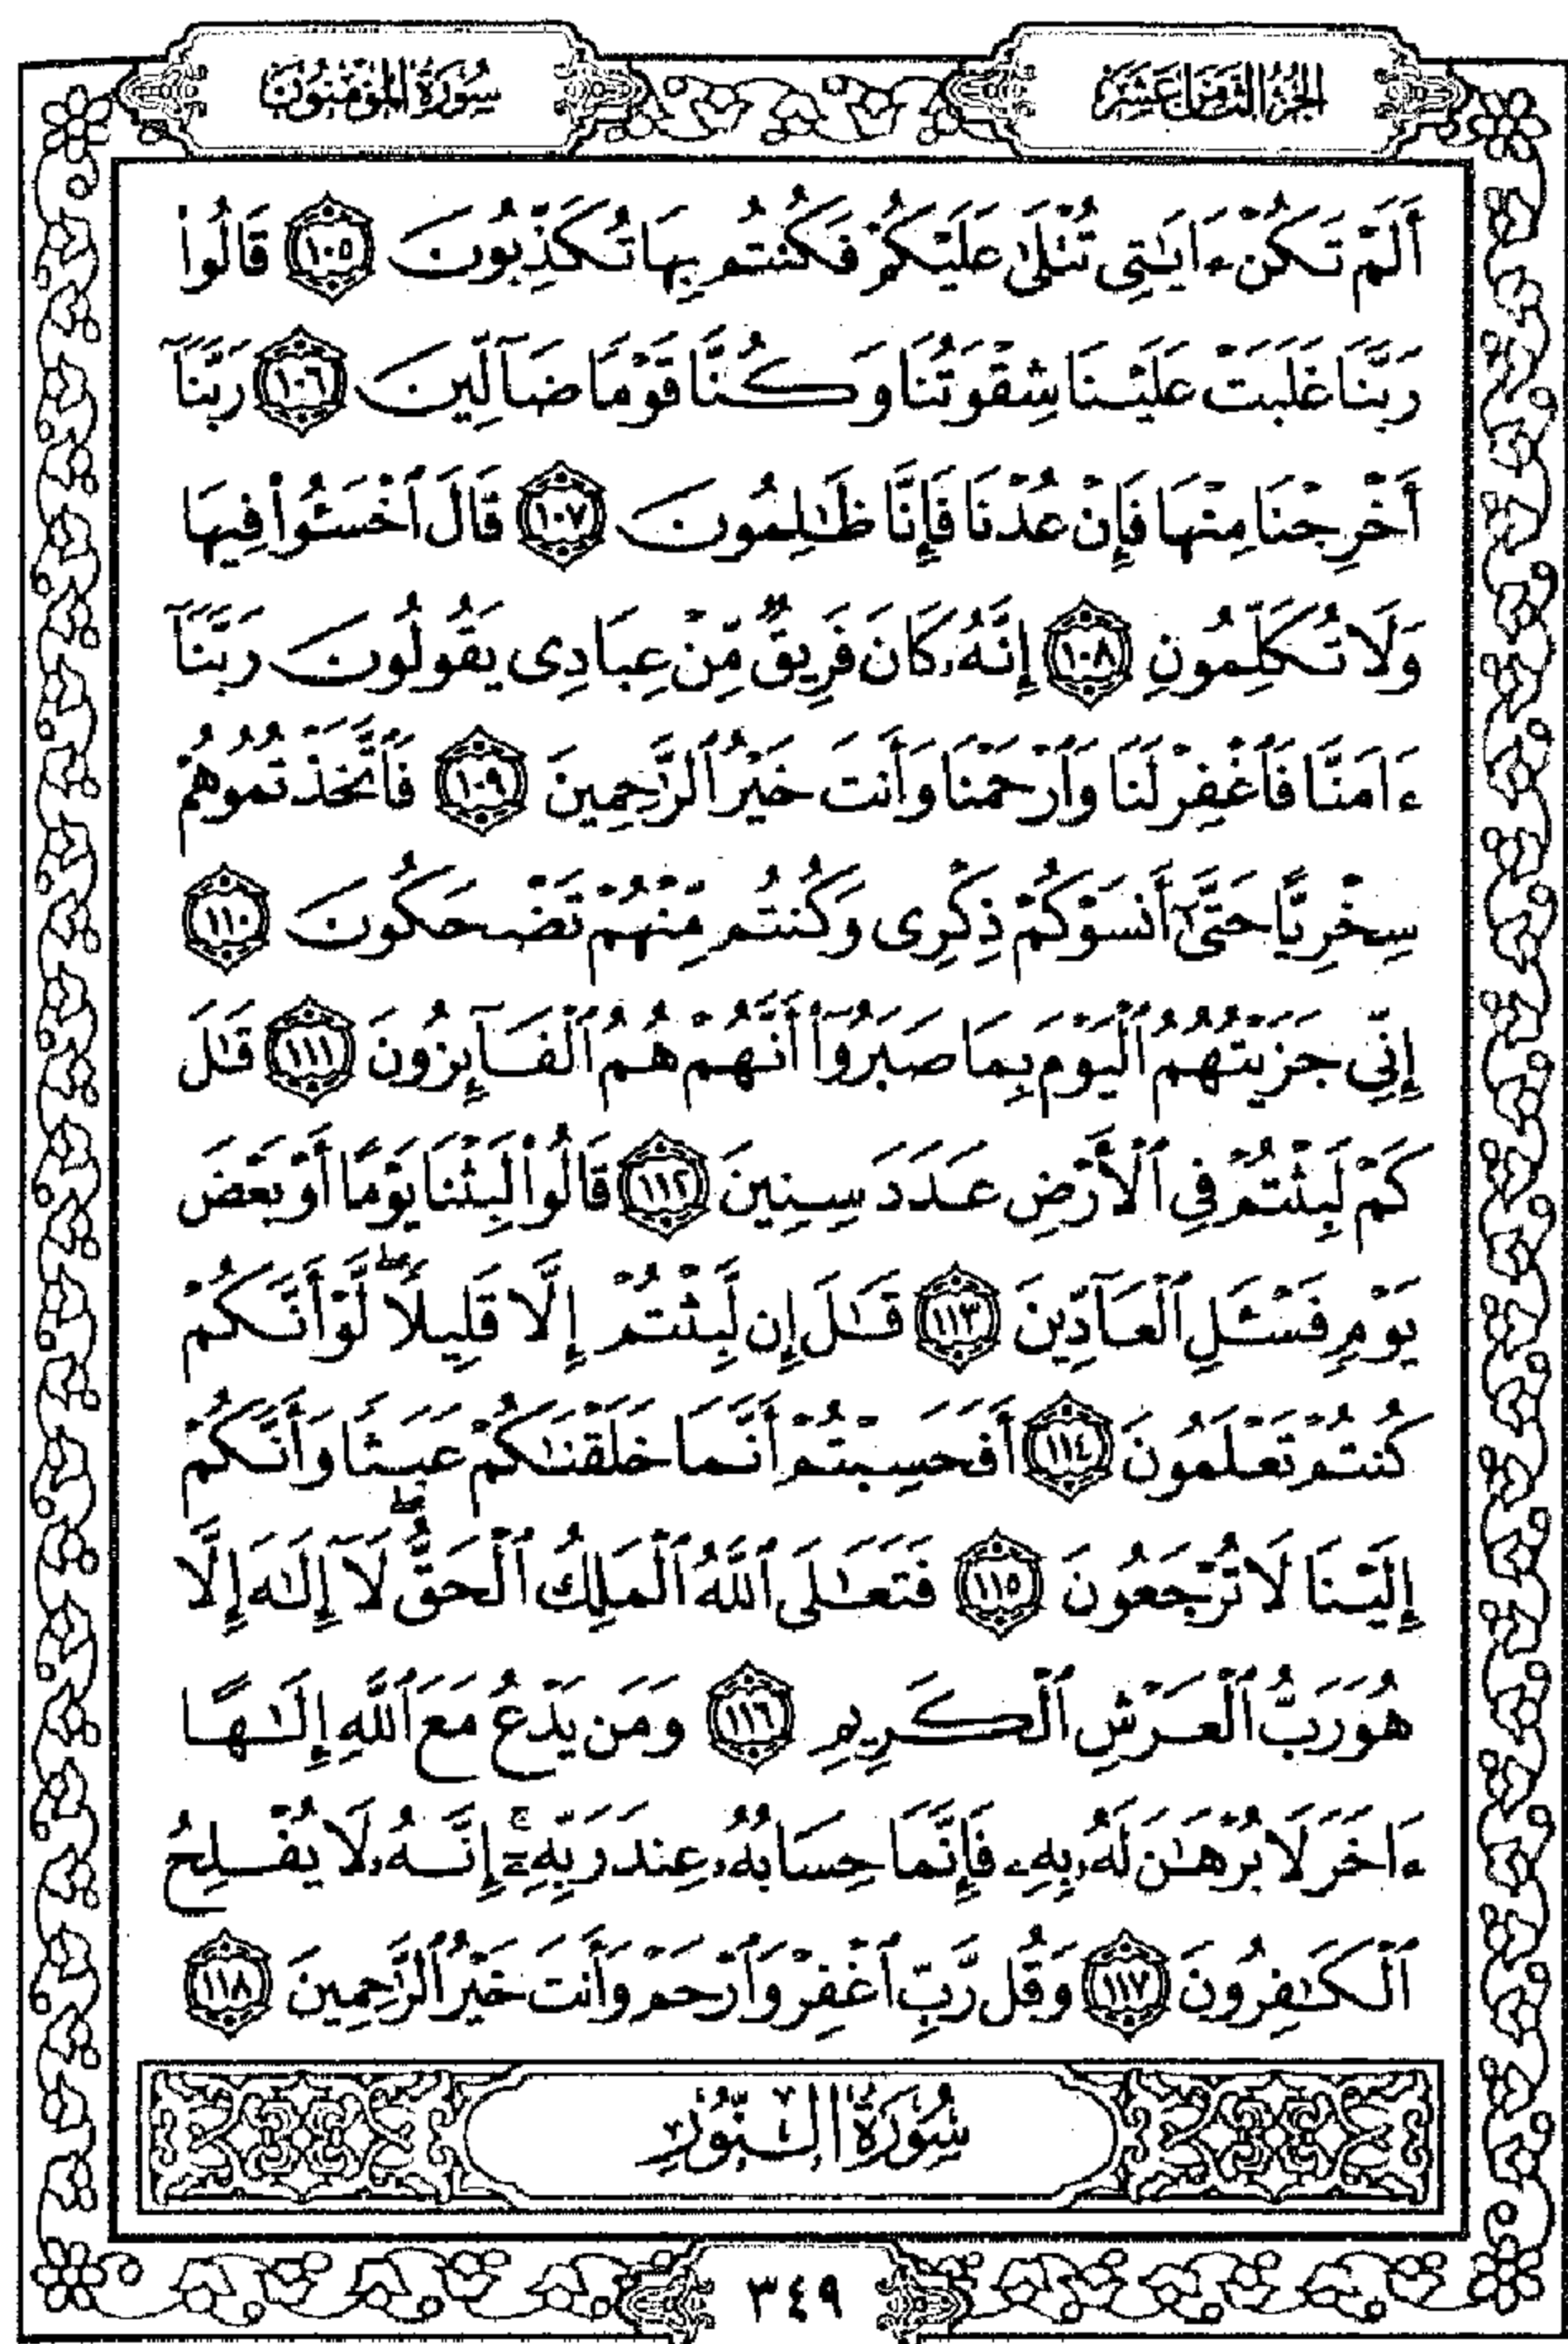 الجزء الثامن عشر
سورة المؤمنون
أَلَمْ تَكُنْ ءَايَٰتِى تُتْلَىٰ عَلَيْكُمْ فَكُنتُم بِهَا تُكَذِّبُونَ ١٠٥ قَالُوا۟
رَبَّنَا غَلَبَتْ عَلَيْنَا شِقْوَتُنَا وَكُنَّا قَوْمًا ضَآلِّينَ ١٠٦ رَبَّنَآ
أَخْرِجْنَا مِنْهَا فَإِنْ عُدْنَا فَإِنَّا ظَٰلِمُونَ ١٠٧ قَالَ ٱخْسَـُٔوا۟ فِيهَا
وَلَا تُكَلِّمُونِ ١٠٨ إِنَّهُۥ كَانَ فَرِيقٌ مِّنْ عِبَادِى يَقُولُونَ رَبَّنَآ
ءَامَنَّا فَٱغْفِرْ لَنَا وَٱرْحَمْنَا وَأَنتَ خَيْرُ ٱلرَّٰحِمِينَ ١٠٩ فَٱتَّخَذْتُمُوهُمْ
سِخْرِيًّا حَتَّىٰٓ أَنسَوْكُمْ ذِكْرِى وَكُنتُم مِّنْهُمْ تَضْحَكُونَ ١١٠
إِنِّى جَزَيْتُهُمُ ٱلْيَوْمَ بِمَا صَبَرُوٓا۟ أَنَّهُمْ هُمُ ٱلْفَآئِزُونَ ١١١ قَٰلَ
كَمْ لَبِثْتُمْ فِى ٱلْأَرْضِ عَدَدَ سِنِينَ ١١٢ قَالُوا۟ لَبِثْنَا يَوْمًا أَوْ بَعْضَ
يَوْمٍ فَسْـَٔلِ ٱلْعَآدِّينَ ١١٣ قَٰلَ إِن لَّبِثْتُمْ إِلَّا قَلِيلًا ۖ لَّوْ أَنَّكُمْ
كُنتُمْ تَعْلَمُونَ ١١٤ أَفَحَسِبْتُمْ أَنَّمَا خَلَقْنَٰكُمْ عَبَثًا وَأَنَّكُمْ
إِلَيْنَا لَا تُرْجَعُونَ ١١٥ فَتَعَٰلَى ٱللَّهُ ٱلْمَلِكُ ٱلْحَقُّ ۖ لَآ إِلَٰهَ إِلَّا
هُوَ رَبُّ ٱلْعَرْشِ ٱلْكَرِيمِ ١١٦ وَمَن يَدْعُ مَعَ ٱللَّهِ إِلَٰهًا
ءَاخَرَ لَا بُرْهَٰنَ لَهُۥ بِهِۦ فَإِنَّمَا حِسَابُهُۥ عِندَ رَبِّهِۦٓ ۚ إِنَّهُۥ لَا يُفْلِحُ
ٱلْكَٰفِرُونَ ١١٧ وَقُل رَّبِّ ٱغْفِرْ وَٱرْحَمْ وَأَنتَ خَيْرُ ٱلرَّٰحِمِينَ ١١٨
سُورَةُ النُّورِ
٣٤٩